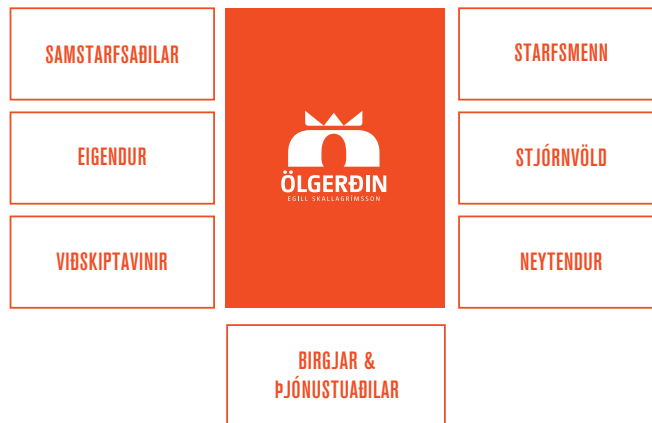 SAMSTARFSAÐILAR
EIGENDUR
VIÐSKIPTAVINIR
ÖLGERÐIN
EGILL SKALLAGRÍMSSON
STARFSMENN
STJÓRNVÖLD
NEYTENDUR
BIRGJAR &
ÞJÓNUSTUAÐILAR